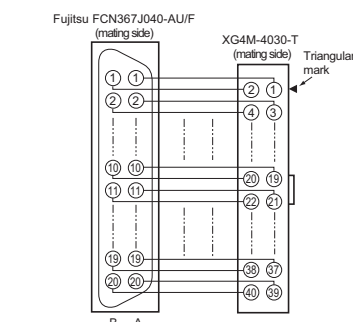 Fujitsu FCN367J040-AU/F
(mating side)
XG4M-4030-T
(mating side)
Triangular
mark
1 1 2 1
2 2 4 3
10 10 20 19
11 11 22 21
19 19 38 37
20 20 40 39
B A